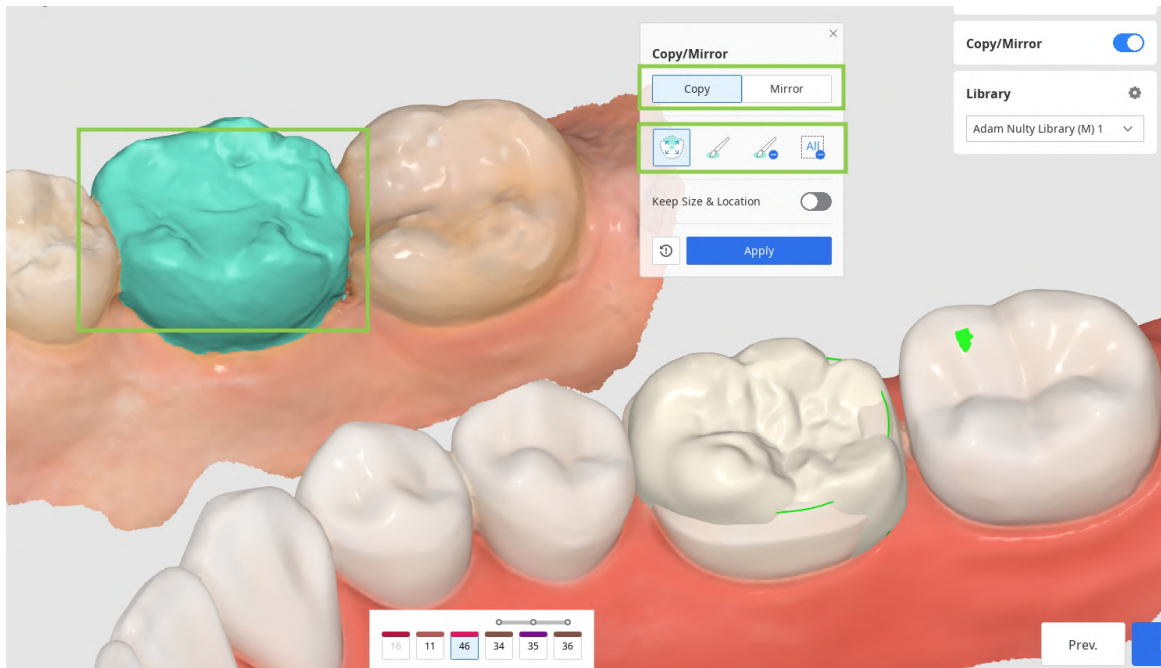 Copy/Mirror
Copy Mirror
All
Keep Size & Location
Apply
Copy/Mirror
Library
Adam Nulty Library (M) 1
16 11 46 34 35 36
Prev.